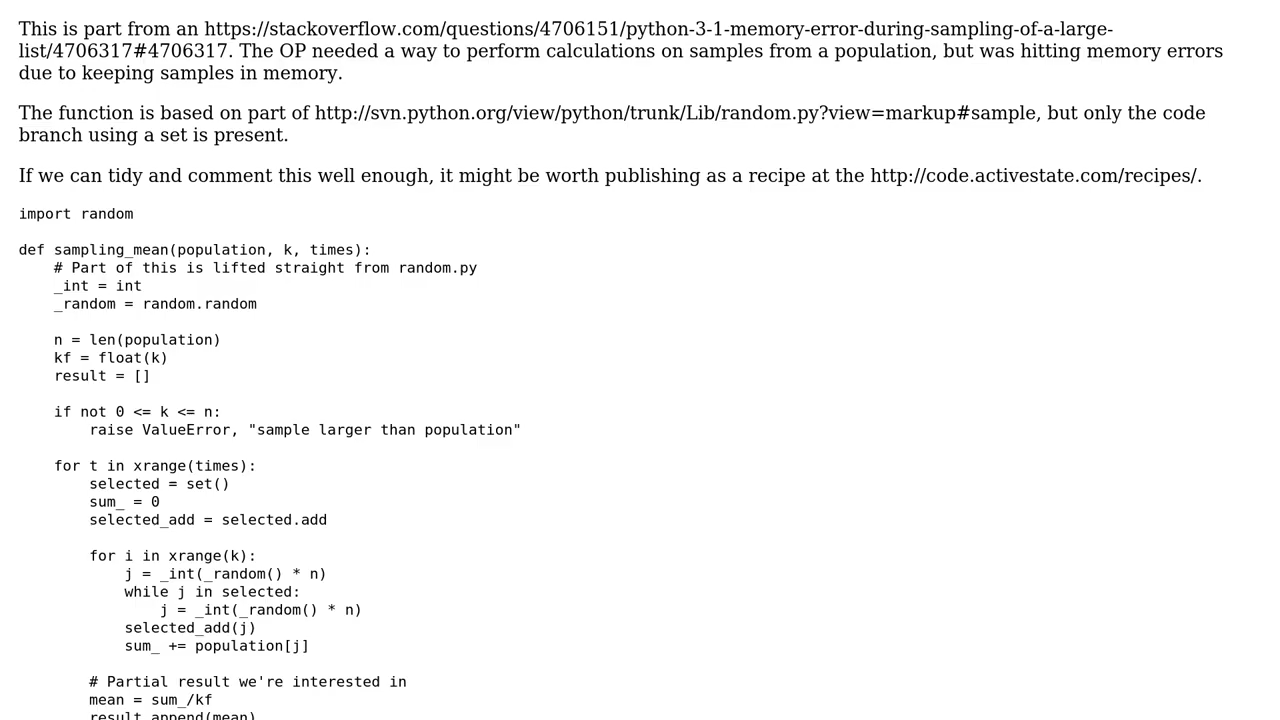 This is part from an https://stackoverflow.com/questions/4706151/python-3-1-memory-error-during-sampling-of-a-large-
list/4706317#4706317. The OP needed a way to perform calculations on samples from a population, but was hitting memory errors
due to keeping samples in memory.
The function is based on part of http://svn.python.org/view/python/trunk/Lib/random.py?view=markup#sample, but only the code
branch using a set is present.
If we can tidy and comment this well enough, it might be worth publishing as a recipe at the http://code.activestate.com/recipes/.
import random
def sampling_mean(population, k, times):
    # Part of this is lifted straight from random.py
    _int = int
    _random = random.random
    n = len(population)
    kf = float(k)
    result = []
    if not 0 <= k <= n:
        raise ValueError, "sample larger than population"
    for t in xrange(times):
        selected = set()
        sum_ = 0
        selected_add = selected.add
        for i in xrange(k):
            j = _int(_random() * n)
            while j in selected:
                j = _int(_random() * n)
            selected_add(j)
            sum_ += population[j]
        # Partial result we're interested in
        mean = sum_/kf
        result.append(mean)